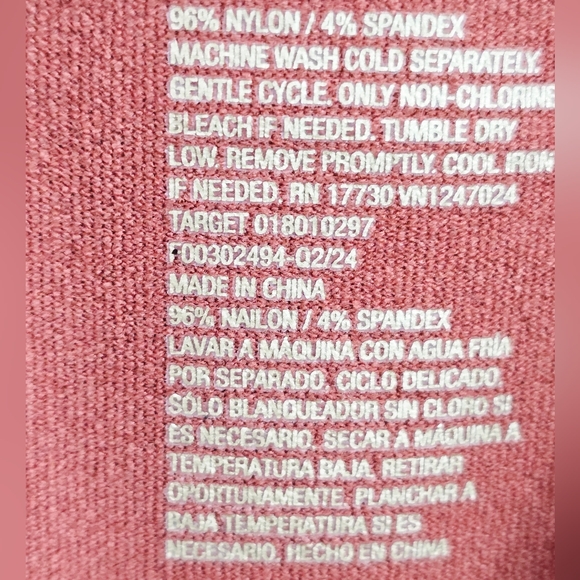 96% NYLON / 4% SPANDEX
MACHINE WASH COLD SEPARATELY.
GENTLE CYCLE. ONLY NON-CHLORINE
BLEACH IF NEEDED. TUMBLE DRY
LOW. REMOVE PROMPTLY. COOL IRON
IF NEEDED. RN 17730 VN1247024
TARGET 018010297
F00302494-Q2/24
MADE IN CHINA
96% NAILON / 4% SPANDEX
LAVAR A MÁQUINA CON AGUA FRÍA
POR SEPARADO. CICLO DELICADO.
SÓLO BLANQUEADOR SIN CLORO SI
ES NECESARIO. SECAR A MÁQUINA A
TEMPERATURA BAJA. RETIRAR
OPORTUNAMENTE. PLANCHAR A
BAJA TEMPERATURA SI ES
NECESARIO. HECHO EN CHINA